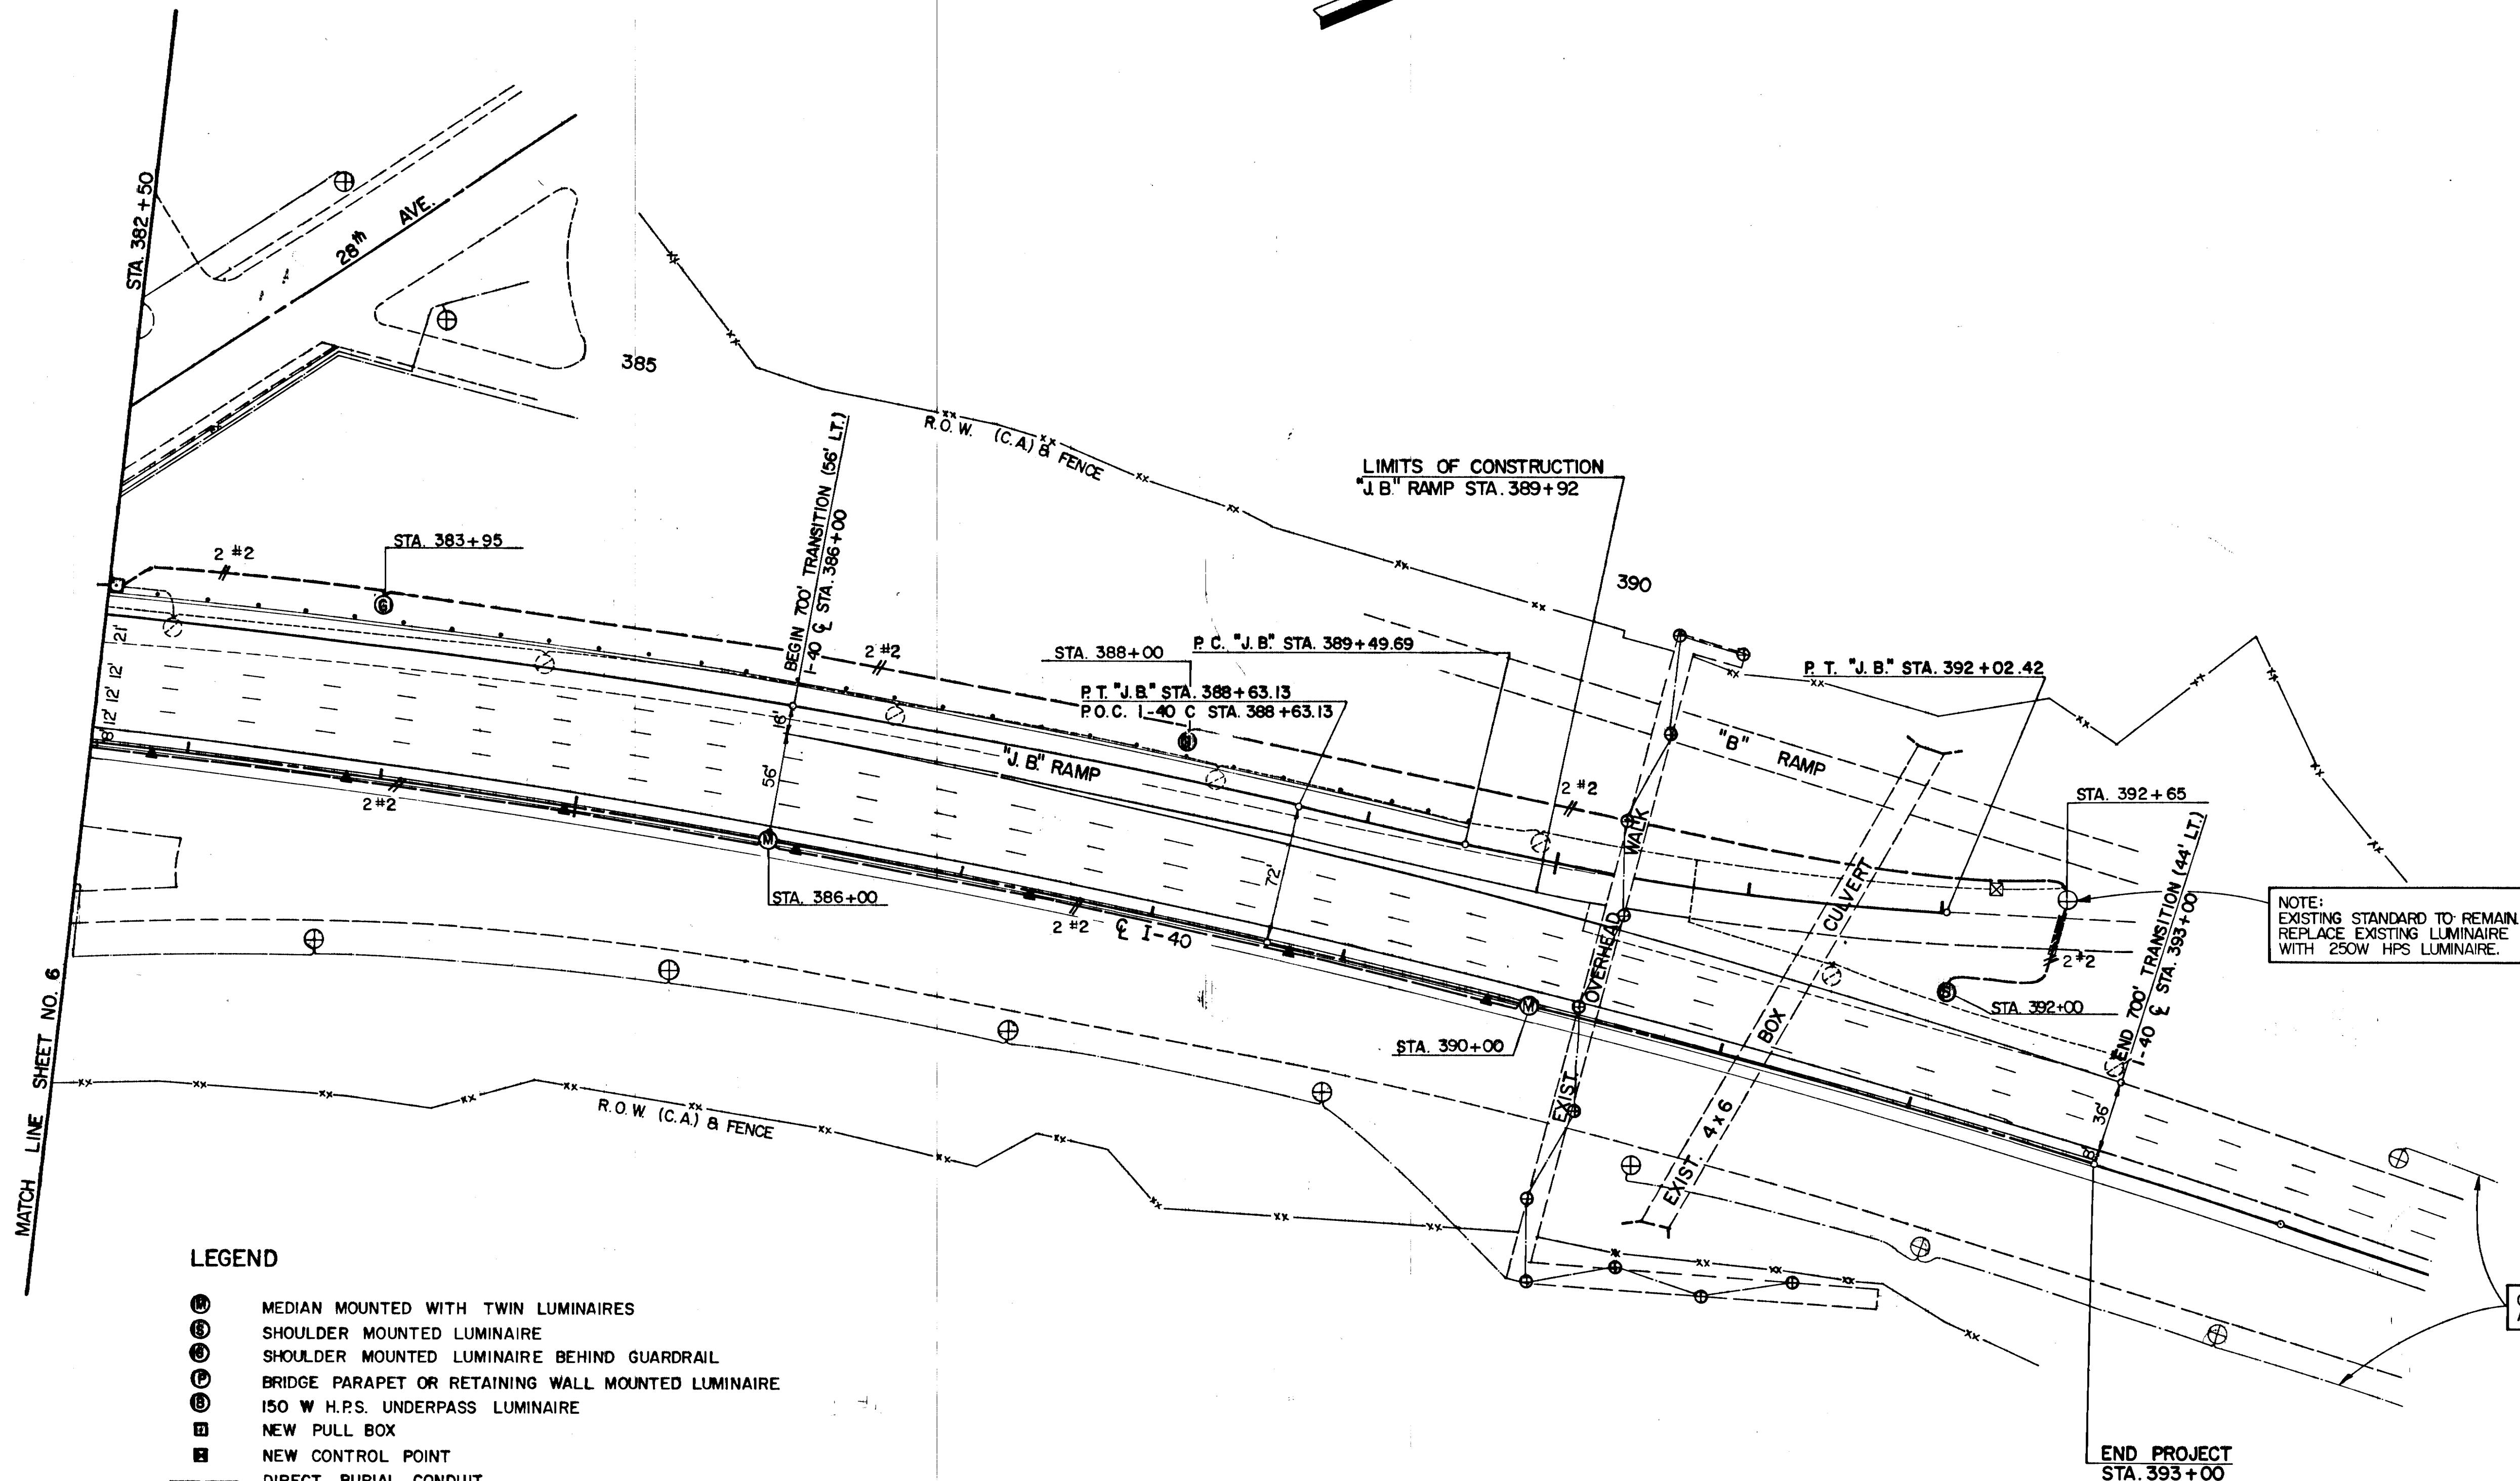 STA. 382+50
28th AVE.
385
STA. 383+95
2 #2
BEGIN 700' TRANSITION (56' LT.)
I-40 ℄ STA. 386+00
R.O.W. (C.A.) & FENCE
LIMITS OF CONSTRUCTION
"J.B." RAMP STA. 389+92
390
21'
12'
12'
12'
8'
2 #2
STA. 388+00
P.C. "J.B." STA. 389+49.69
P.T. "J.B." STA. 388+63.13
P.O.C. I-40 C STA. 388+63.13
P.T. "J.B." STA. 392+02.42
16'
56'
"J.B." RAMP
2 #2
"B" RAMP
STA. 392+65
G
M
2 #2
STA. 386+00
72'
2 #2
℄ I-40
EXIST. OVERHEAD WALK
EXIST. 4x6 BOX CULVERT
NOTE:
EXISTING STANDARD TO REMAIN.
REPLACE EXISTING LUMINAIRE
WITH 250W HPS LUMINAIRE.
2 #2
S
STA. 392+00
END 700' TRANSITION (44' LT.)
I-40 ℄ STA. 393+00
M
STA. 390+00
36'
8'
MATCH LINE SHEET NO. 6
R.O.W. (C.A.) & FENCE
END PROJECT
STA. 393+00
LEGEND
M MEDIAN MOUNTED WITH TWIN LUMINAIRES
S SHOULDER MOUNTED LUMINAIRE
G SHOULDER MOUNTED LUMINAIRE BEHIND GUARDRAIL
P BRIDGE PARAPET OR RETAINING WALL MOUNTED LUMINAIRE
B 150 W H.P.S. UNDERPASS LUMINAIRE
NEW PULL BOX
NEW CONTROL POINT
DIRECT BURIAL CONDUIT